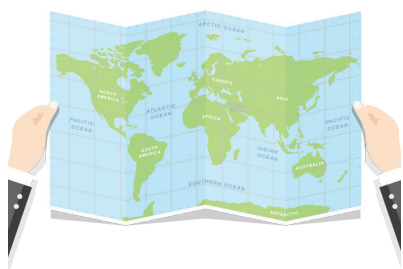 ARCTIC OCEAN
NORTH
AMERICA
EUROPE
ASIA
ATLANTIC
OCEAN
AFRICA
PACIFIC
OCEAN
PACIFIC
OCEAN
SOUTH
AMERICA
INDIAN
OCEAN
AUSTRALIA
SOUTHERN OCEAN
ANTARCTIC